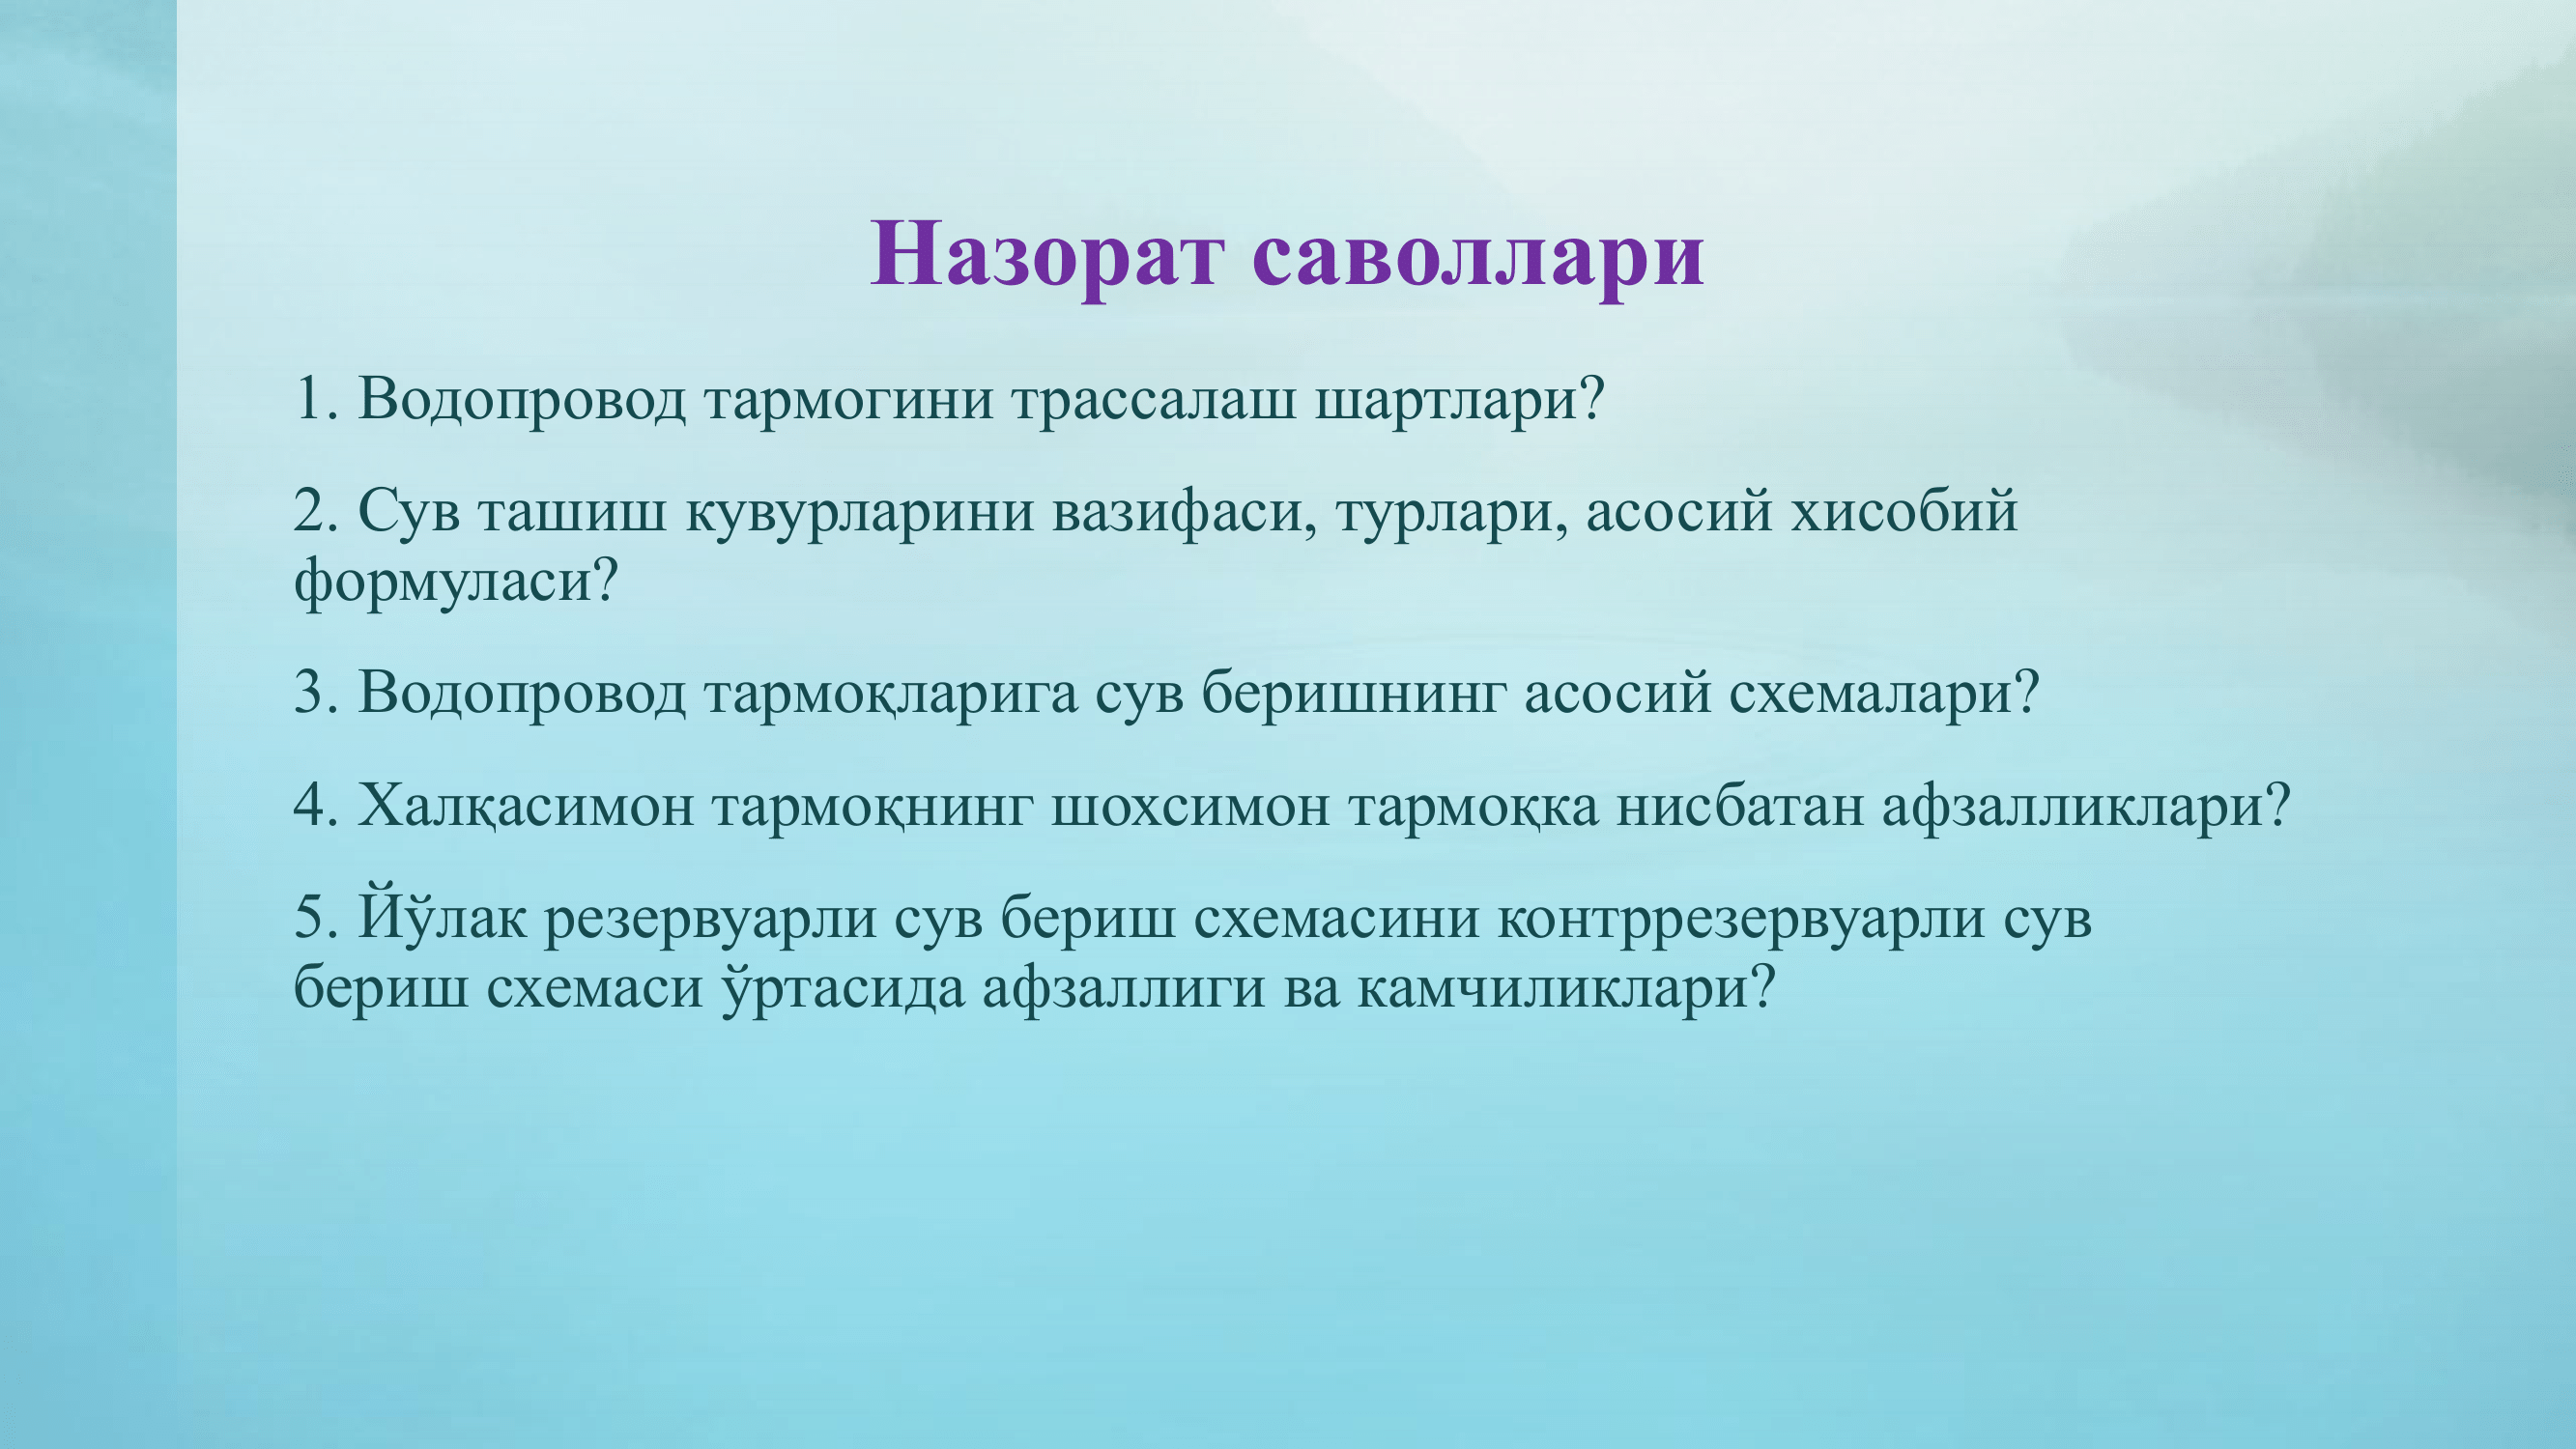 Назорат саволлари
1. Водопровод тармогини трассалаш шартлари?
2. Сув ташиш кувурларини вазифаси, турлари, асосий хисобий
формуласи?
3. Водопровод тармоқларига сув беришнинг асосий схемалари?
4. Халқасимон тармоқнинг шохсимон тармоққа нисбатан афзалликлари?
5. Йўлак резервуарли сув бериш схемасини контррезервуарли сув
бериш схемаси ўртасида афзаллиги ва камчиликлари?